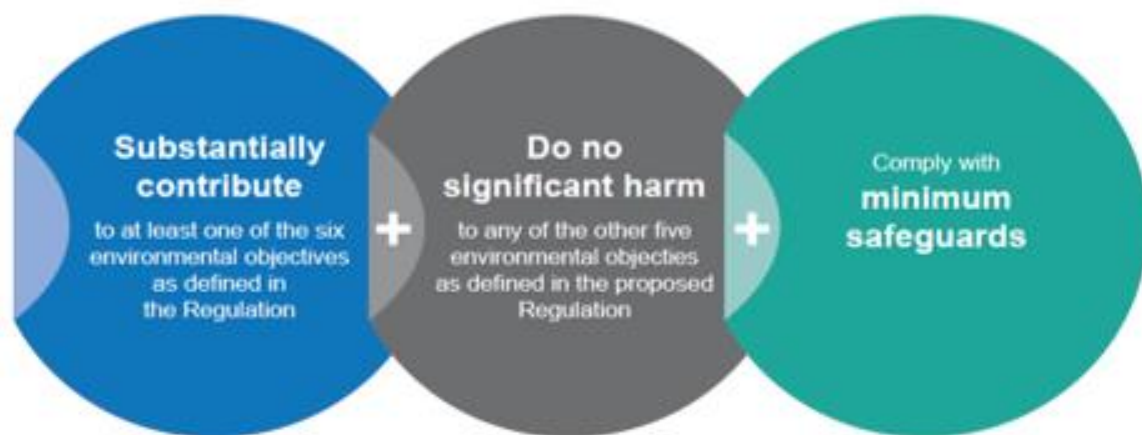 Substantially
contribute
to at least one of the six
environmental objectives
as defined in
the Regulation
+
Do no
significant harm
to any of the other five
environmental objecties
as defined in the proposed
Regulation
+
Comply with
minimum
safeguards